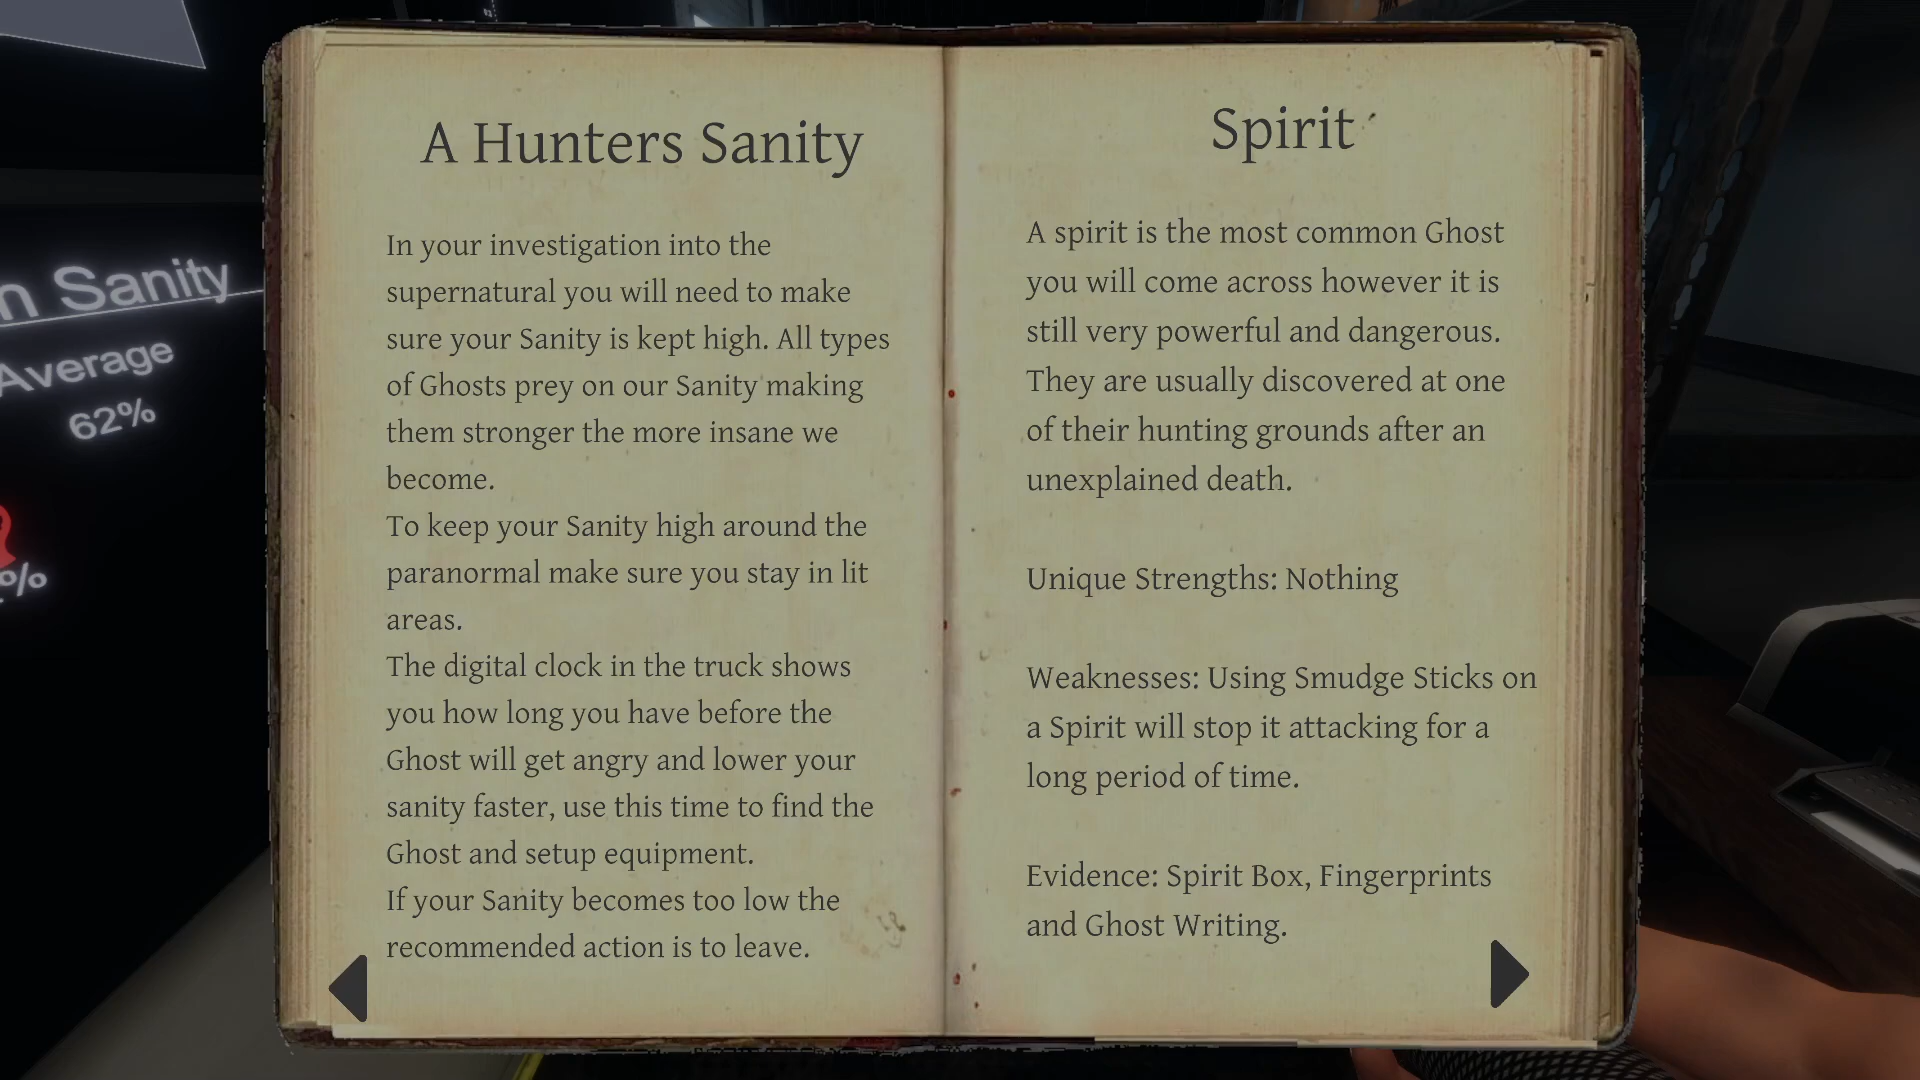 A Hunters Sanity
In your investigation into the
supernatural you will need to make
sure your Sanity is kept high. All types
of Ghosts prey on our Sanity making
them stronger the more insane we
become.
To keep your Sanity high around the
paranormal make sure you stay in lit
areas.
The digital clock in the truck shows
you how long you have before the
Ghost will get angry and lower your
sanity faster, use this time to find the
Ghost and setup equipment.
If your Sanity becomes too low the
recommended action is to leave.
Spirit
A spirit is the most common Ghost
you will come across however it is
still very powerful and dangerous.
They are usually discovered at one
of their hunting grounds after an
unexplained death.
Unique Strengths: Nothing
Weaknesses: Using Smudge Sticks on
a Spirit will stop it attacking for a
long period of time.
Evidence: Spirit Box, Fingerprints
and Ghost Writing.
Sanity
Average
62%
%